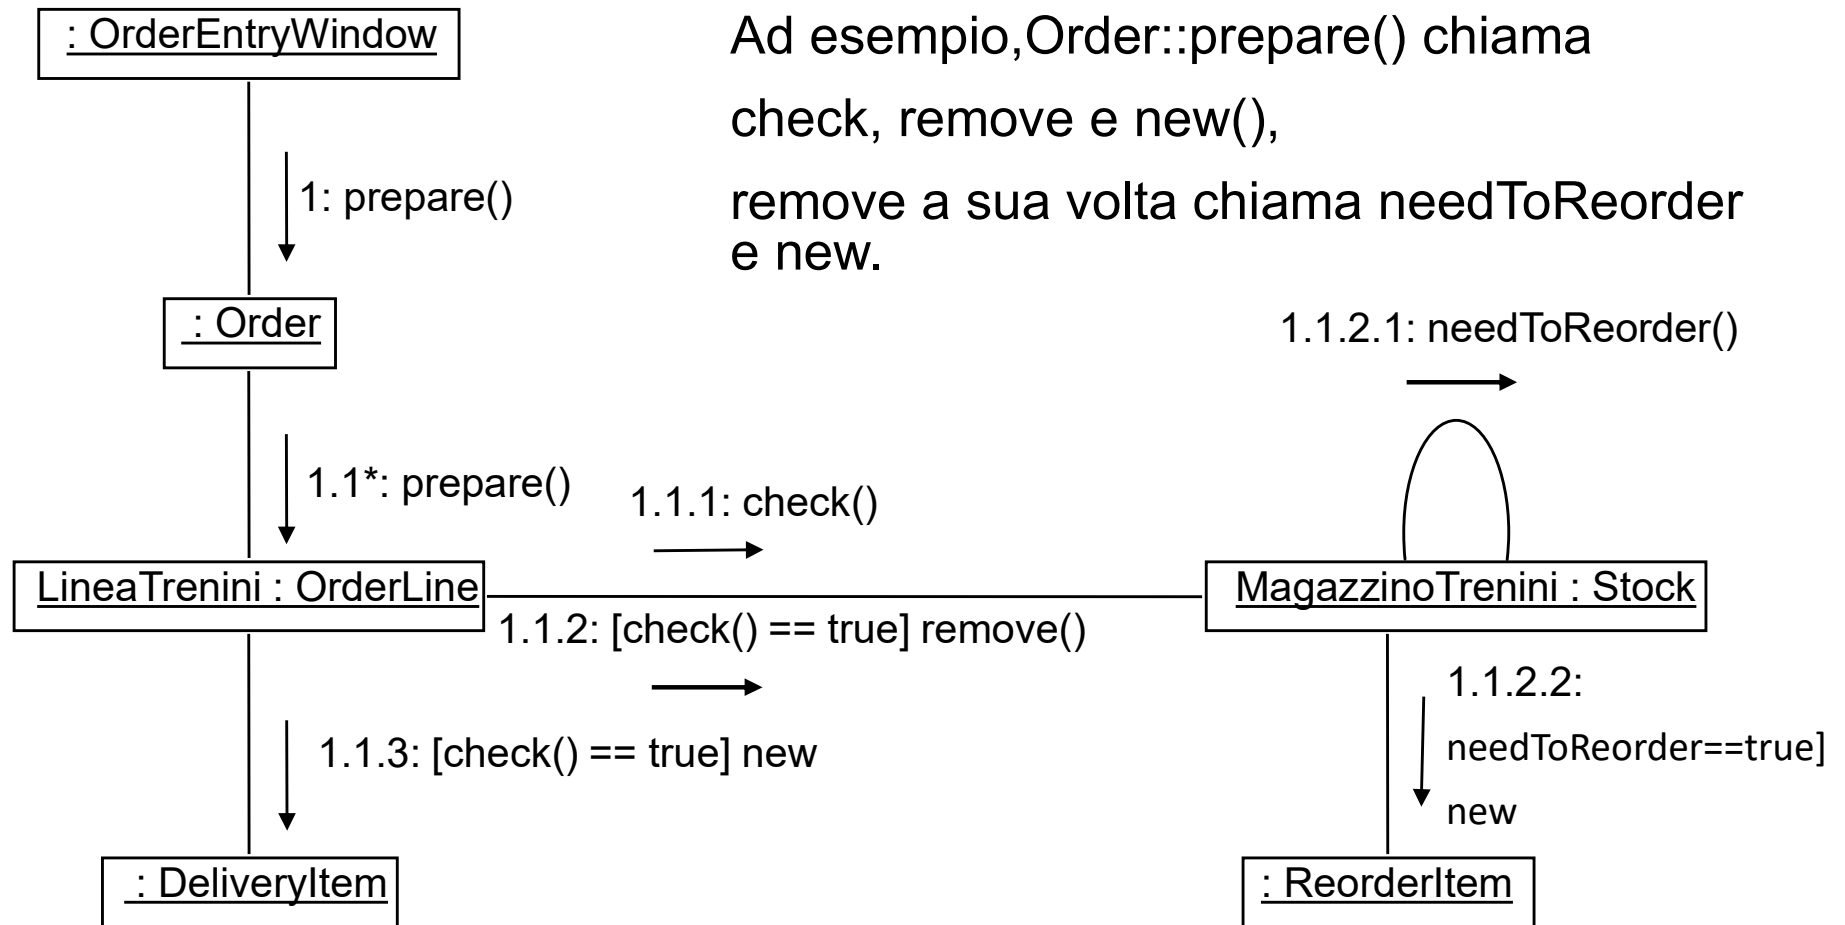 : OrderEntryWindow
Ad esempio,Order::prepare() chiama
check, remove e new(),
remove a sua volta chiama needToReorder
e new.
1: prepare()
: Order
1.1.2.1: needToReorder()
1.1*: prepare()
1.1.1: check()
LineaTrenini : OrderLine
MagazzinoTrenini : Stock
1.1.2: [check() == true] remove()
1.1.2.2:
needToReorder==true]
new
1.1.3: [check() == true] new
: DeliveryItem
: ReorderItem